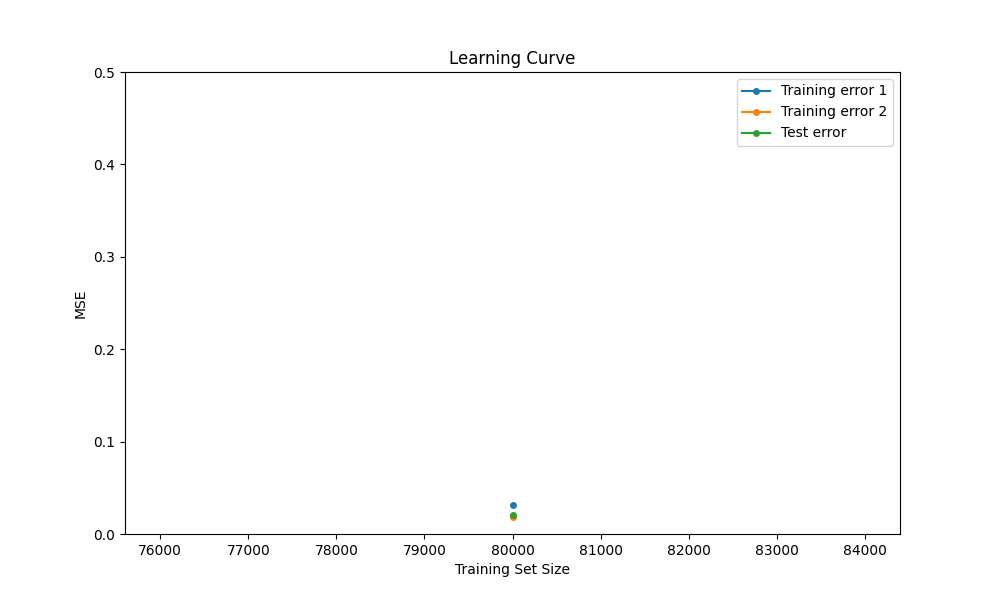 Learning Curve
Training error 1
Training error 2
Test error
0.5
0.4
0.3
0.2
0.1
0.0
MSE
76000 77000 78000 79000 80000 81000 82000 83000 84000
Training Set Size